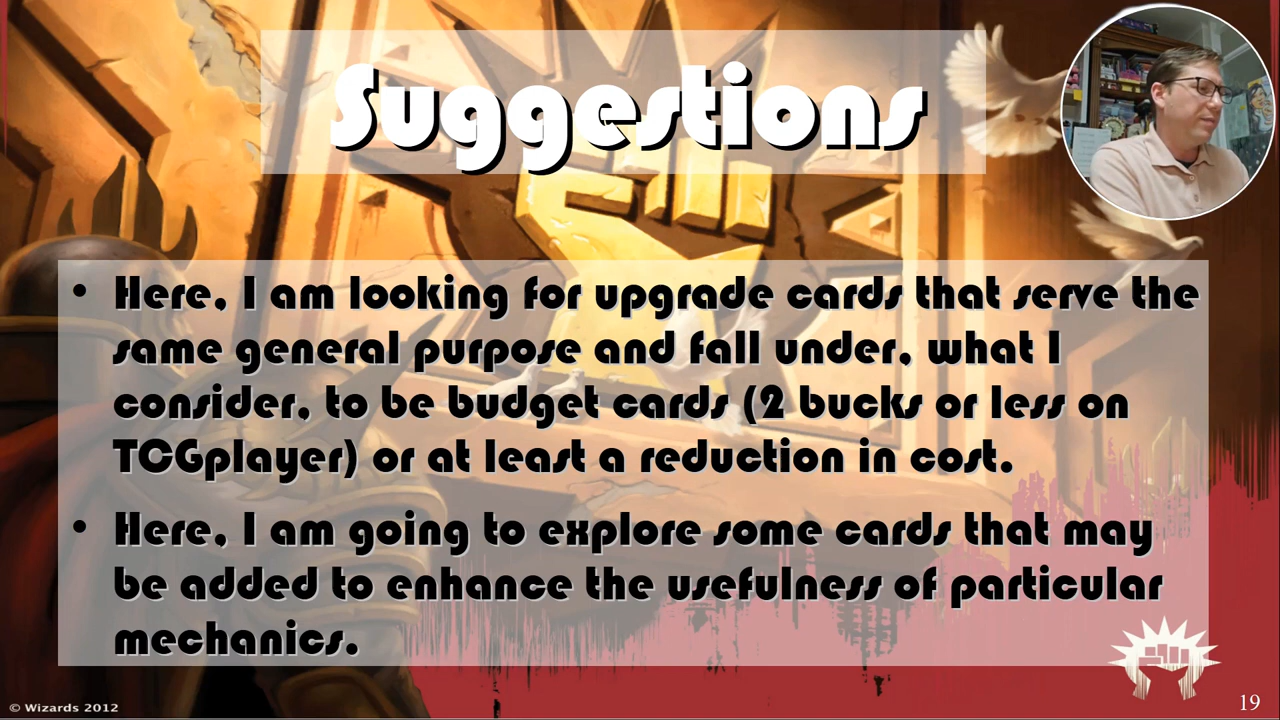 Suggestions
• Here, I am looking for upgrade cards that serve the
same general purpose and fall under, what I
consider, to be budget cards (2 bucks or less on
TCGplayer) or at least a reduction in cost.
• Here, I am going to explore some cards that may
be added to enhance the usefulness of particular
mechanics.
© Wizards 2012
19